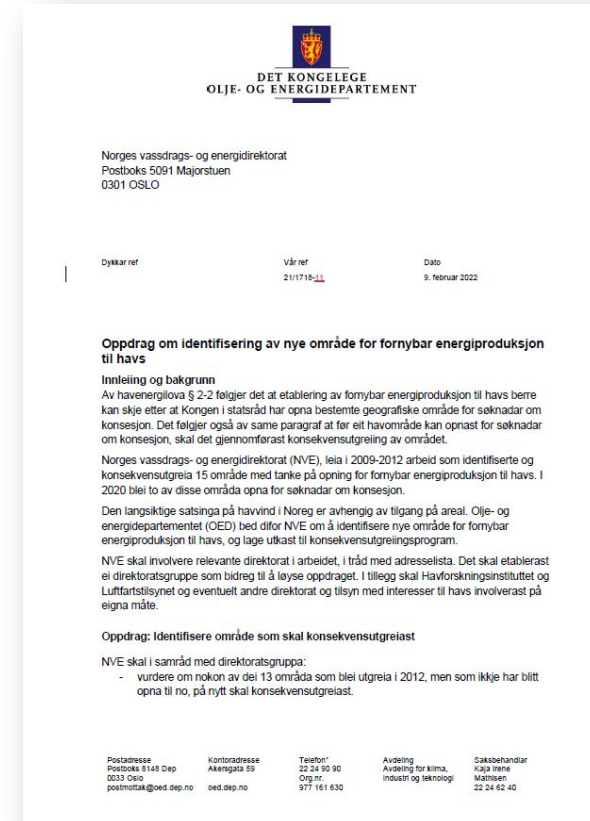 DET KONGELEGE
OLJE- OG ENERGIDEPARTEMENT
Norges vassdrags- og energidirektorat
Postboks 5091 Majorstuen
0301 OSLO
Dykkar ref
Vår ref
Dato
21/1718-11
9. februar 2022
Oppdrag om identifisering av nye område for fornybar energiproduksjon
til havs
Innleiing og bakgrunn
Av havenergilova § 2-2 følgjer det at etablering av fornybar energiproduksjon til havs berre
kan skje etter at Kongen i statsråd har opna bestemte geografiske område for søknadar om
konsesjon. Det følgjer også av same paragraf at før eit havområde kan opnast for søknadar
om konsesjon, skal det gjennomførast konsekvensutgreiing av området.
Norges vassdrags- og energidirektorat (NVE), leia i 2009-2012 arbeid som identifiserte og
konsekvensutgreia 15 område med tanke på opning for fornybar energiproduksjon til havs. I
2020 blei to av disse områda opna for søknadar om konsesjon.
Den langsiktige satsinga på havvind i Noreg er avhengig av tilgang på areal. Olje- og
energidepartementet (OED) bed difor NVE om å identifisere nye område for fornybar
energiproduksjon til havs, og lage utkast til konsekvensutgreiingsprogram.
NVE skal involvere relevante direktorat i arbeidet, i tråd med adresselista. Det skal etablerast
ei direktoratsgruppe som bidreg til å løyse oppdraget. I tillegg skal Havforskningsinstituttet og
Luftfartstilsynet og eventuelt andre direktorat og tilsyn med interesser til havs involverast på
eigna måte.
Oppdrag: Identifisere område som skal konsekvensutgreiast
NVE skal i samråd med direktoratsgruppa:
- vurdere om nokon av dei 13 områda som blei utgreia i 2012, men som ikkje har blitt
opna til no, på nytt skal konsekvensutgreiast.
Postadresse
Postboks 8148 Dep
0033 Oslo
postmottak@oed.dep.no
Kontoradresse
Akersgata 59
oed.dep.no
Telefon*
22 24 90 90
Org.nr.
977 161 630
Avdeling
Avdeling for klima,
industri og teknologi
Saksbehandlar
Kaja Irene
Mathisen
22 24 62 40